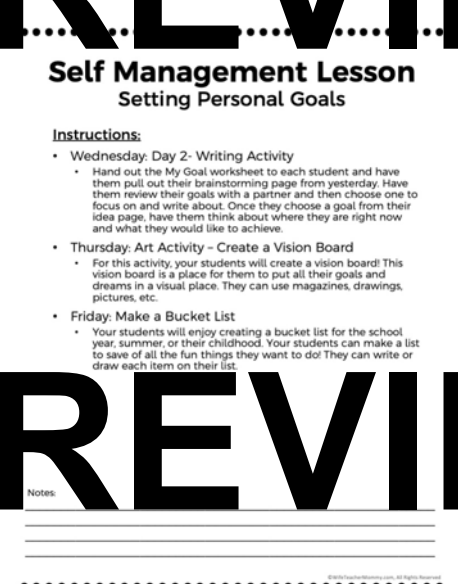 REVIE
Self Management Lesson
Setting Personal Goals
Instructions:
• Wednesday: Day 2- Writing Activity
• Hand out the My Goal worksheet to each student and have
them pull out their brainstorming page from yesterday. Have
them review their goals with a partner and then choose one to
focus on and write about. Once they choose a goal from their
idea page, have them think about where they are right now
and what they would like to achieve.
• Thursday: Art Activity – Create a Vision Board
• For this activity, your students will create a vision board! This
vision board is a place for them to put all their goals and
dreams in a visual place. They can use magazines, drawings,
pictures, etc.
• Friday: Make a Bucket List
• Your students will enjoy creating a bucket list for the school
year, summer, or their childhood. Your students can make a list
to save of all the fun things they want to do! They can write or
draw each item on their list.
REVIE
Notes:
©WifeTeacherMommy.com, All Rights Reserved